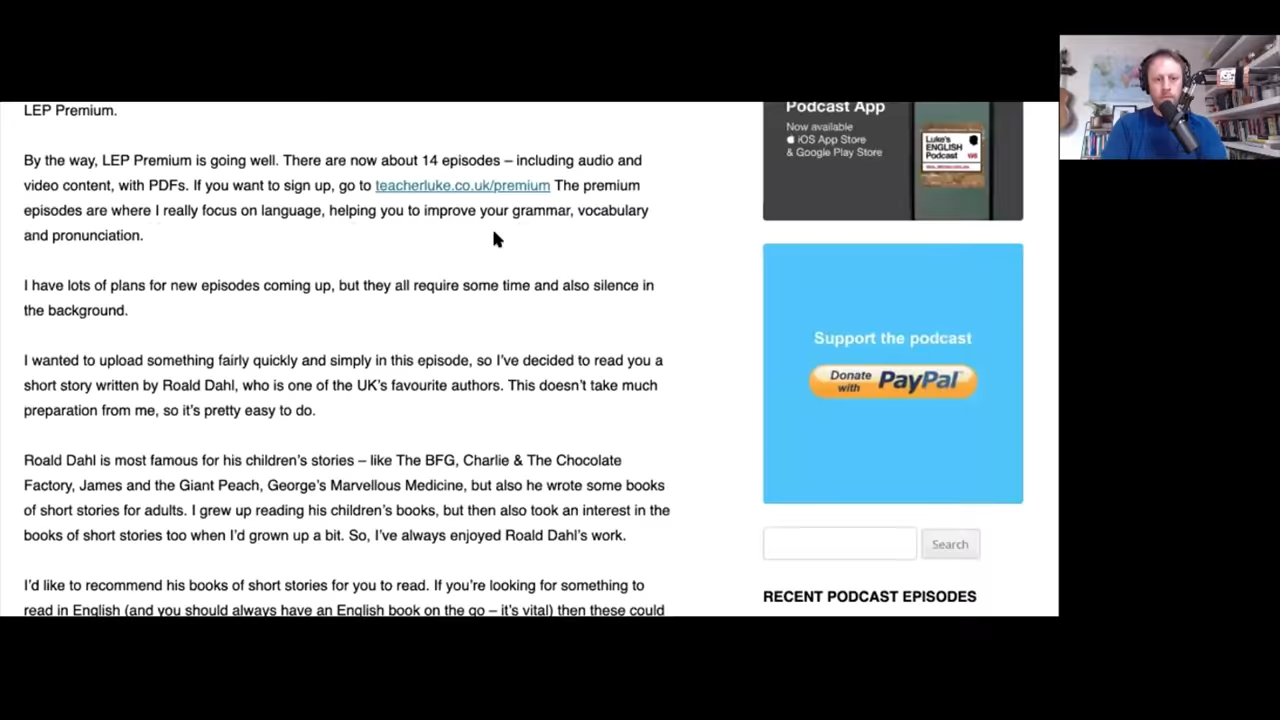 LEP Premium.
By the way, LEP Premium is going well. There are now about 14 episodes – including audio and
video content, with PDFs. If you want to sign up, go to teacherluke.co.uk/premium The premium
episodes are where I really focus on language, helping you to improve your grammar, vocabulary
and pronunciation.
I have lots of plans for new episodes coming up, but they all require some time and also silence in
the background.
I wanted to upload something fairly quickly and simply in this episode, so I've decided to read you a
short story written by Roald Dahl, who is one of the UK's favourite authors. This doesn't take much
preparation from me, so it's pretty easy to do.
Roald Dahl is most famous for his children's stories – like The BFG, Charlie & The Chocolate
Factory, James and the Giant Peach, George's Marvellous Medicine, but also he wrote some books
of short stories for adults. I grew up reading his children's books, but then also took an interest in the
books of short stories too when I'd grown up a bit. So, I've always enjoyed Roald Dahl's work.
I'd like to recommend his books of short stories for you to read. If you're looking for something to
read in English (and you should always have an English book on the go – it's vital) then these could
Podcast App
Now available
iOS App Store
& Google Play Store
Luke's
ENGLISH
Podcast
Support the podcast
Donate
with PayPal
Search
RECENT PODCAST EPISODES